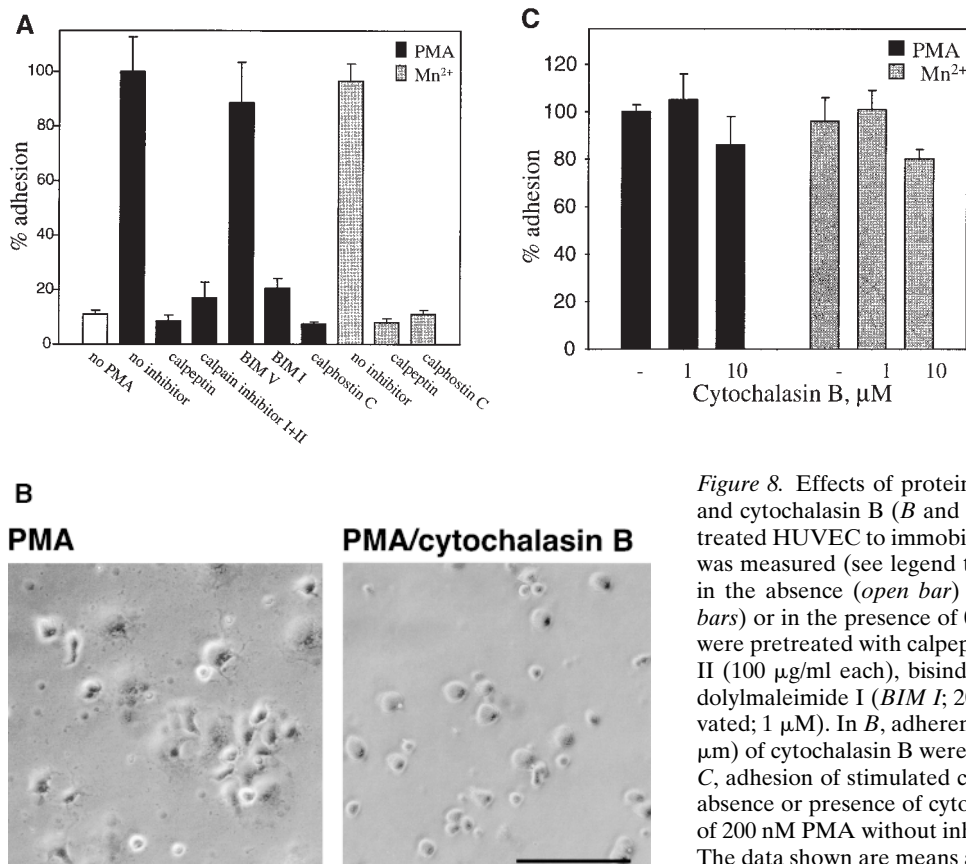 A
PMA
Mn2+
100
80
60
40
20
0
% adhesion
no PMA
no inhibitor
calpeptin
calpain inhibitor I+II
BIM V
BIM I
calphostin C
no inhibitor
calpeptin
calphostin C
C
PMA
Mn2+
120
100
80
60
40
20
0
% adhesion
- 1 10 - 1 10
Cytochalasin B, μM
B
PMA
PMA/cytochalasin B
Figure 8. Effects of protein
and cytochalasin B (B and
treated HUVEC to immobi
was measured (see legend t
in the absence (open bar)
bars) or in the presence of
were pretreated with calpep
II (100 μg/ml each), bisind
dolylmaleimide I (BIM I; 20
vated; 1 μM). In B, adheren
μm) of cytochalasin B were
C, adhesion of stimulated c
absence or presence of cyto
of 200 nM PMA without inh
The data shown are means